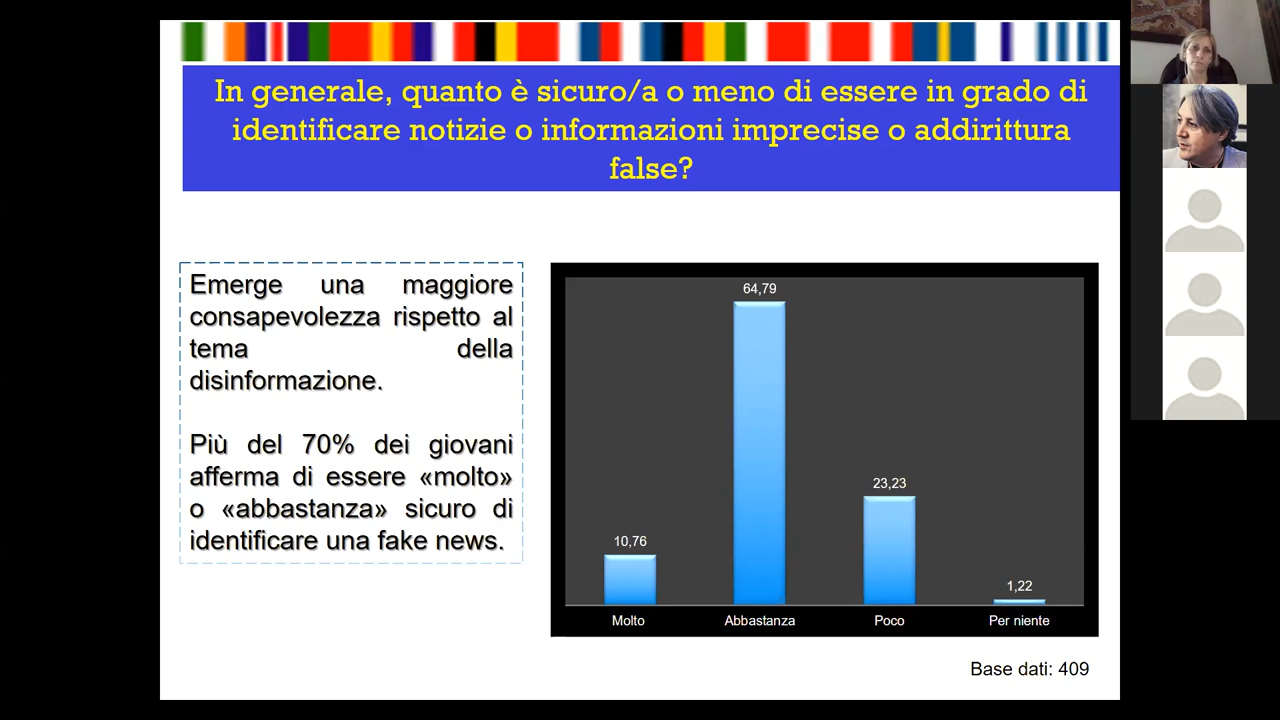 In generale, quanto è sicuro/a o meno di essere in grado di
identificare notizie o informazioni imprecise o addirittura
false?
Emerge una maggiore
consapevolezza rispetto al
tema della
disinformazione.
Più del 70% dei giovani
afferma di essere «molto»
o «abbastanza» sicuro di
identificare una fake news.
64,79
23,23
10,76
1,22
Molto Abbastanza Poco Per niente
Base dati: 409